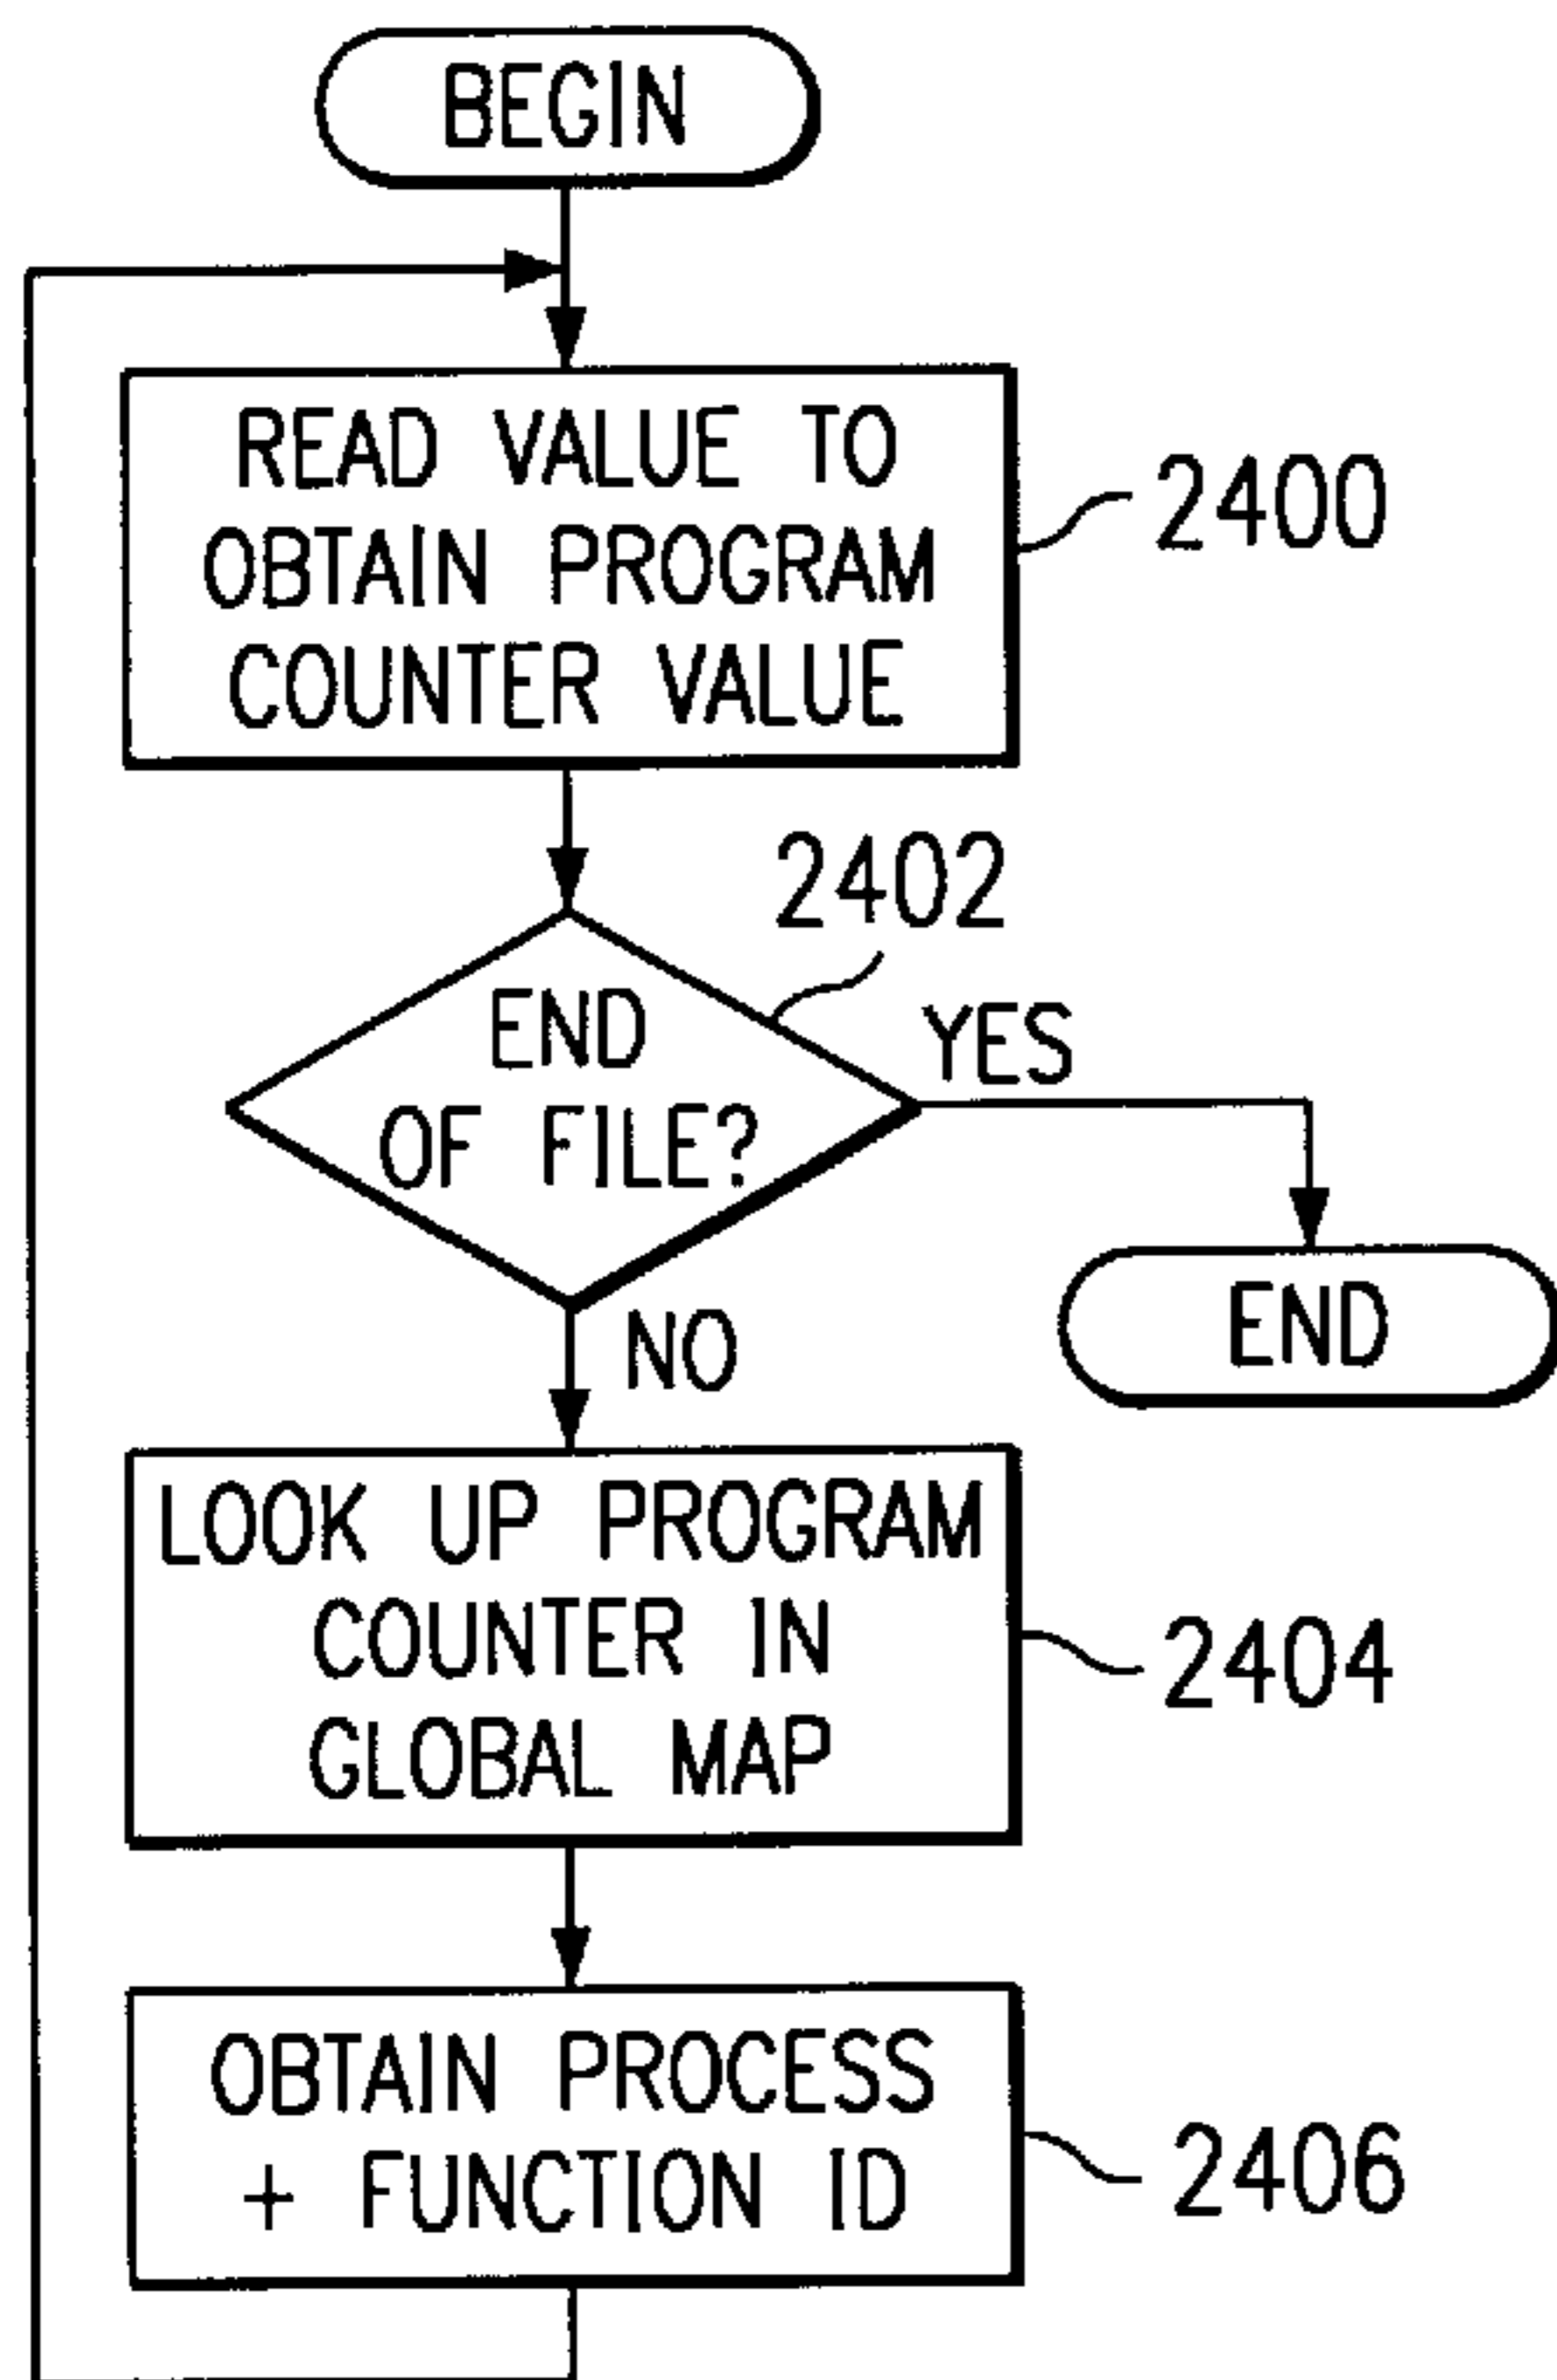 BEGIN
READ VALUE TO
OBTAIN PROGRAM
COUNTER VALUE
2400
2402
END
OF FILE?
YES
END
NO
LOOK UP PROGRAM
COUNTER IN
GLOBAL MAP
2404
OBTAIN PROCESS
+ FUNCTION ID
2406